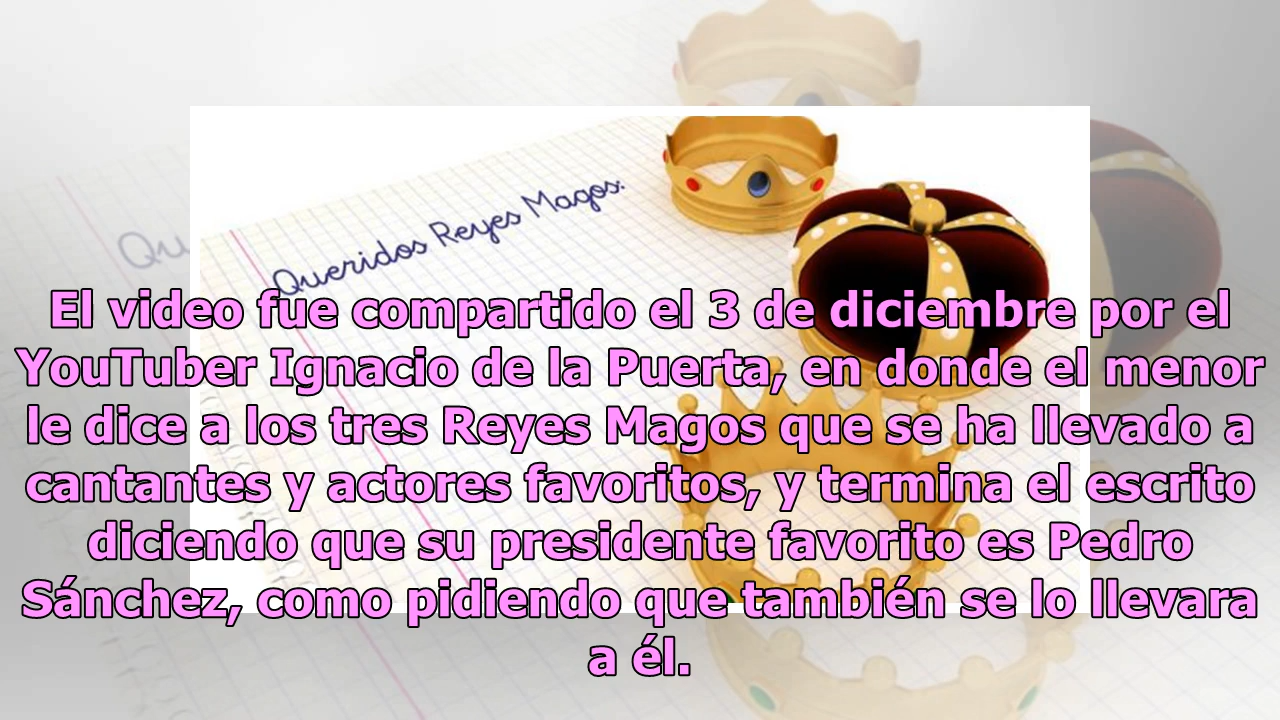 Qu
Queridos Reyes Magos:
El video fue compartido el 3 de diciembre por el
YouTuber Ignacio de la Puerta, en donde el menor
le dice a los tres Reyes Magos que se ha llevado a
cantantes y actores favoritos, y termina el escrito
diciendo que su presidente favorito es Pedro
Sánchez, como pidiendo que también se lo llevara
a él.